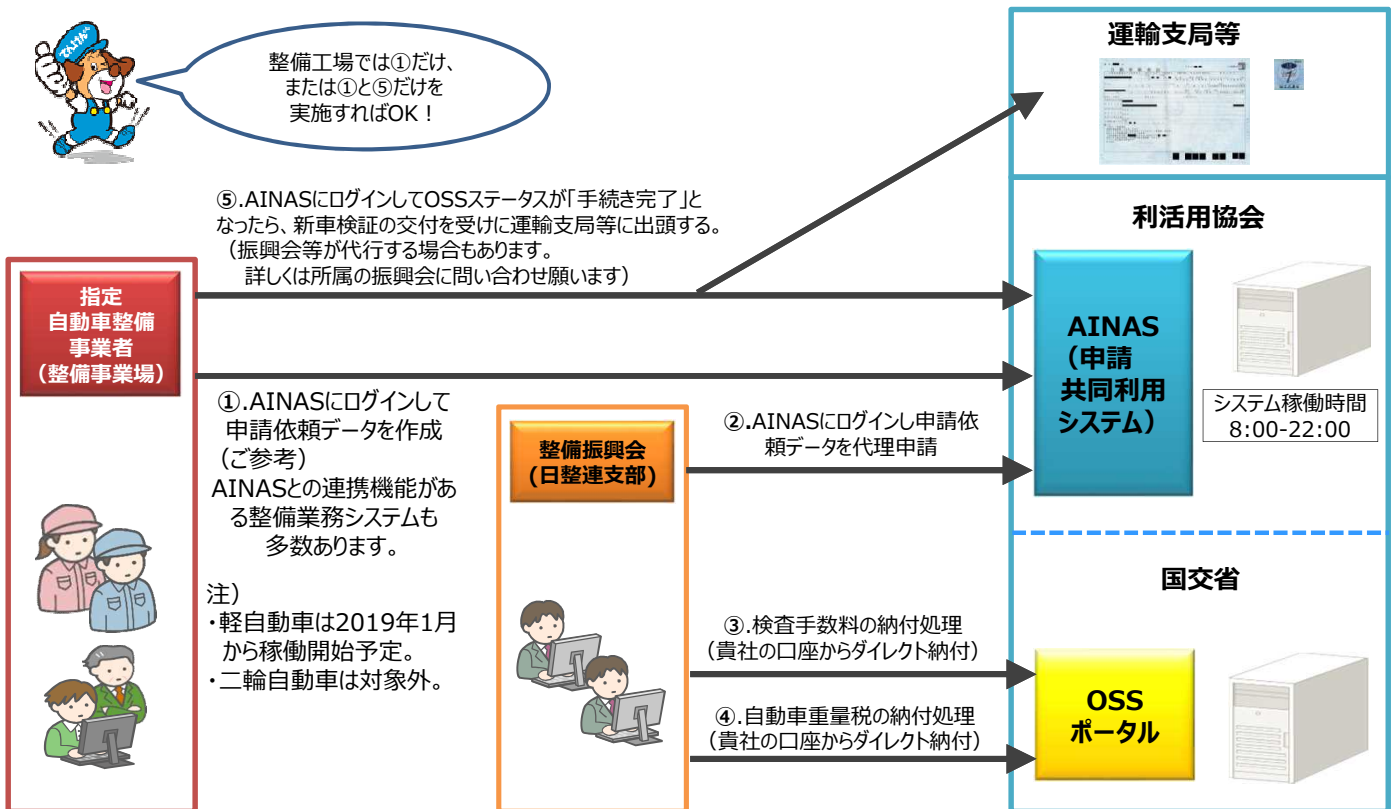 てんけんくん
整備工場では①だけ、
または①と⑤だけを
実施すればOK！
運輸支局等
⑤.AINASにログインしてOSSステータスが「手続き完了」と
なったら、新車検証の交付を受けに運輸支局等に出頭する。
（振興会等が代行する場合もあります。
詳しくは所属の振興会に問い合わせ願います）
利活用協会
指定
自動車整備
事業者
（整備事業場）
AINAS
（申請
共同利用
システム）
システム稼働時間
8:00-22:00
①.AINASにログインして
申請依頼データを作成
（ご参考）
AINASとの連携機能があ
る整備業務システムも
多数あります。
整備振興会
(日整連支部)
②.AINASにログインし申請依
頼データを代理申請
注）
・軽自動車は2019年1月
から稼働開始予定。
・二輪自動車は対象外。
国交省
③.検査手数料の納付処理
（貴社の口座からダイレクト納付）
OSS
ポータル
④.自動車重量税の納付処理
（貴社の口座からダイレクト納付）